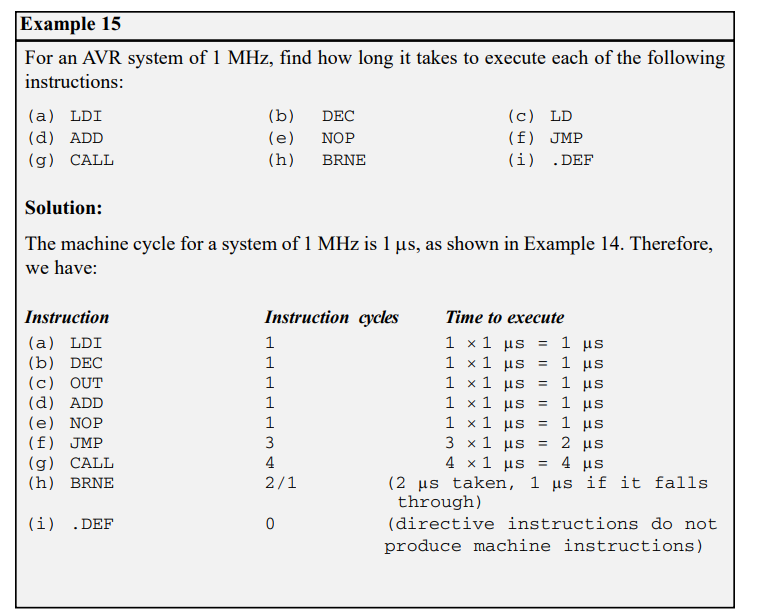 Example 15
For an AVR system of 1 MHz, find how long it takes to execute each of the following
instructions:
(a) LDI (b) DEC (c) LD
(d) ADD (e) NOP (f) JMP
(g) CALL (h) BRNE (i) .DEF
Solution:
The machine cycle for a system of 1 MHz is 1 μs, as shown in Example 14. Therefore,
we have:
Instruction Instruction cycles Time to execute
(a) LDI 1 1 × 1 μs = 1 μs
(b) DEC 1 1 × 1 μs = 1 μs
(c) OUT 1 1 × 1 μs = 1 μs
(d) ADD 1 1 × 1 μs = 1 μs
(e) NOP 1 1 × 1 μs = 1 μs
(f) JMP 3 3 × 1 μs = 2 μs
(g) CALL 4 4 × 1 μs = 4 μs
(h) BRNE 2/1 (2 μs taken, 1 μs if it falls
through)
(i) .DEF 0 (directive instructions do not
produce machine instructions)